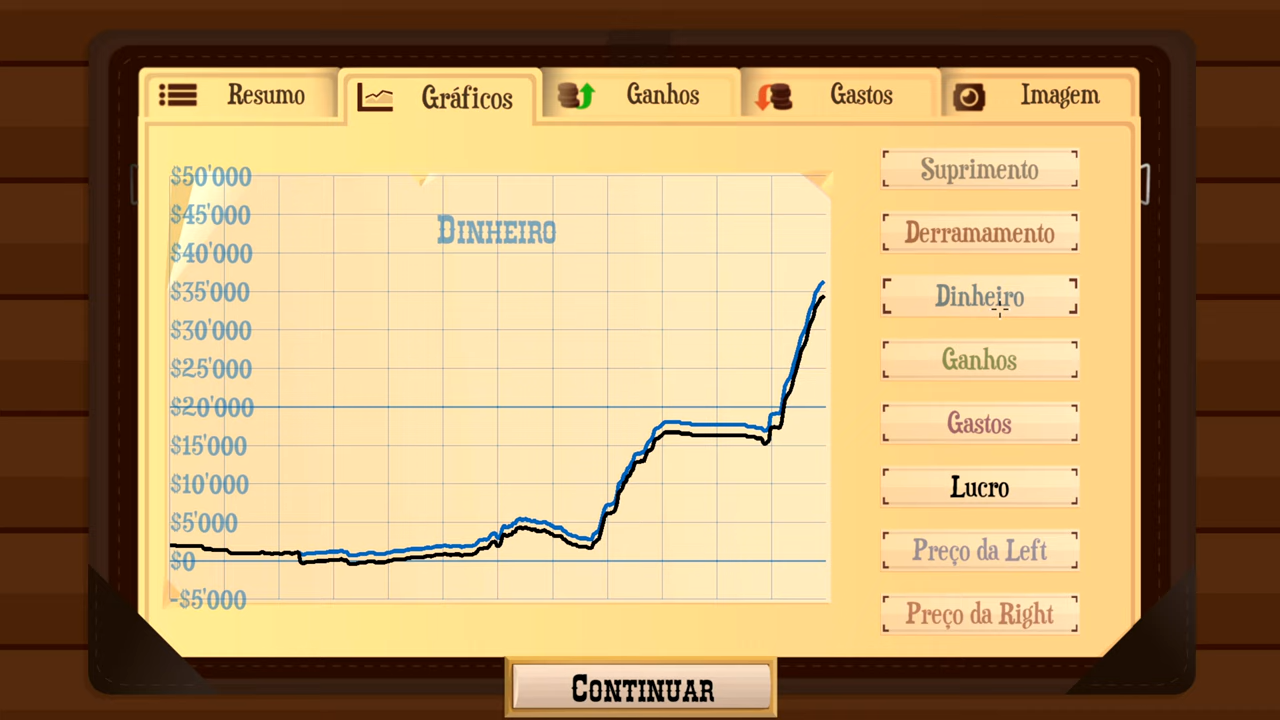 Resumo
Gráficos
Ganhos
Gastos
Imagem
$50'000
$45'000
$40'000
$35'000
$30'000
$25'000
$20'000
$15'000
$10'000
$5'000
$0
-$5'000
DINHEIRO
Suprimento
Derramamento
Dinheiro
Ganhos
Gastos
Lucro
Preço da Left
Preço da Right
CONTINUAR